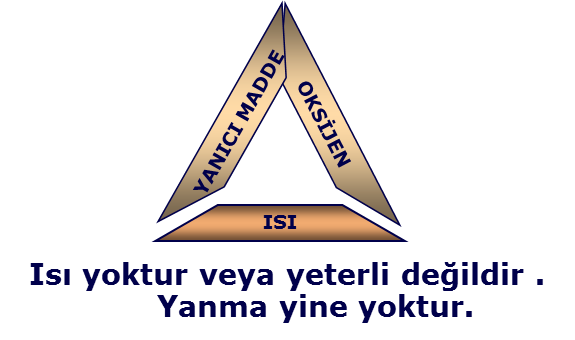 YANICI MADDE
OKSİJEN
ISI
Isı yoktur veya yeterli değildir .
Yanma yine yoktur.